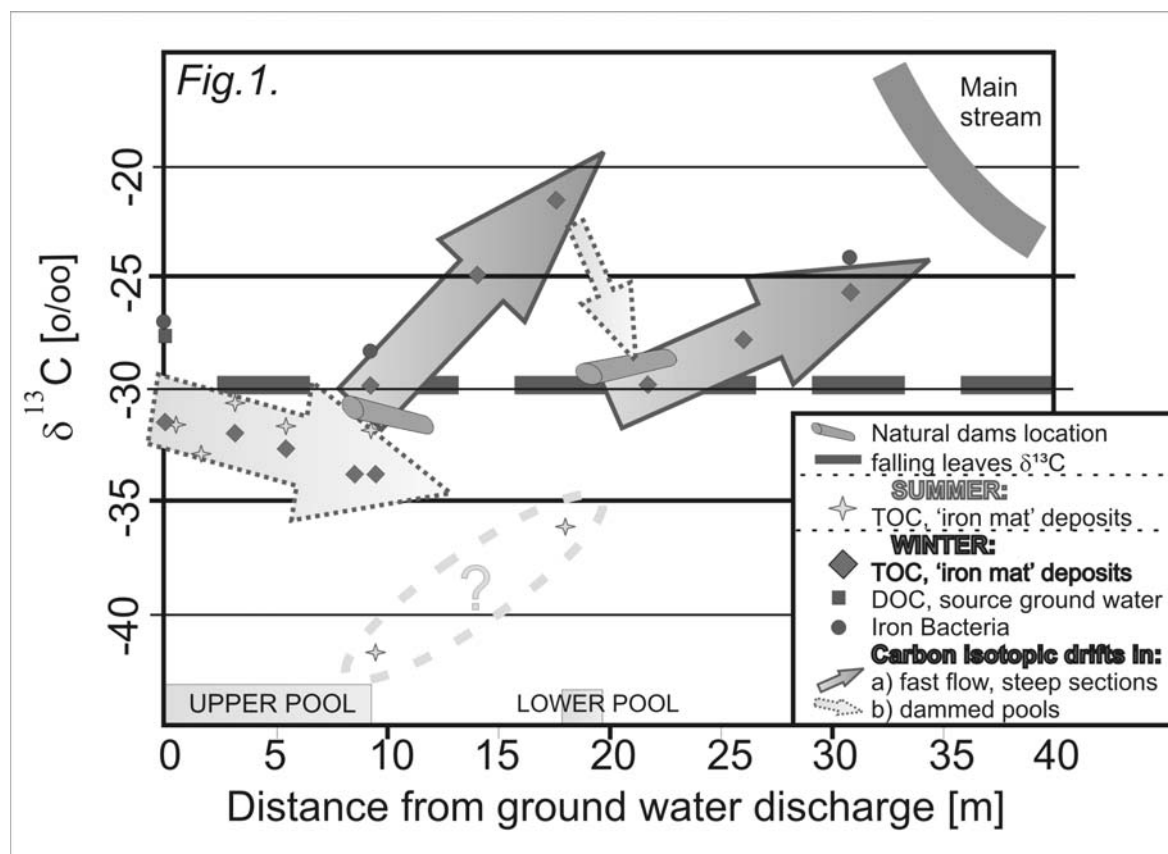 Fig.1.
Main
stream
δ ¹³C [o/oo]
-20
-25
-30
-35
-40
?
UPPER POOL
LOWER POOL
0 5 10 15 20 25 30 35 40
Distance from ground water discharge [m]
Natural dams location
falling leaves δ¹³C
SUMMER:
TOC, 'iron mat' deposits
WINTER:
TOC, 'iron mat' deposits
DOC, source ground water
Iron Bacteria
Carbon isotopic drifts in:
a) fast flow, steep sections
b) dammed pools